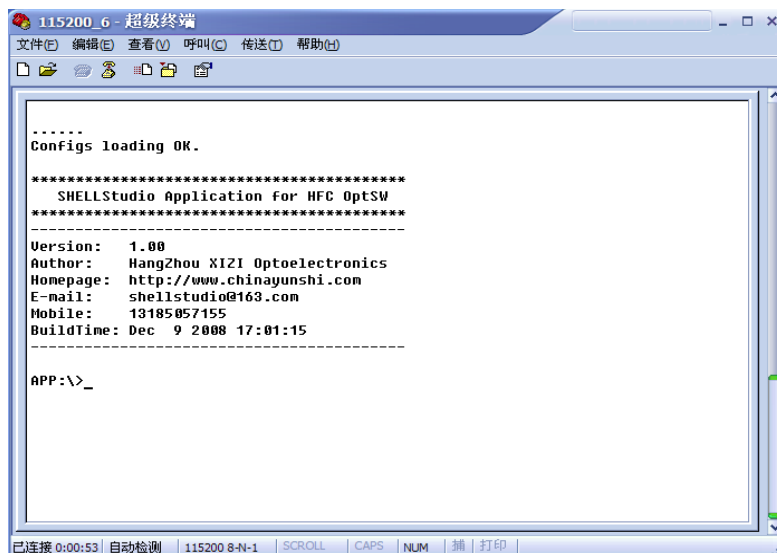 115200_6 - 超级终端
文件(F) 编辑(E) 查看(V) 呼叫(C) 传送(T) 帮助(H)
......
Configs loading OK.
*******************************************
SHELLStudio Application for HFC OptSW
*******************************************
-------------------------------------------
Version: 1.00
Author: HangZhou XIZI Optoelectronics
Homepage: http://www.chinayunshi.com
E-mail: shellstudio@163.com
Mobile: 13185057155
BuildTime: Dec 9 2008 17:01:15
-------------------------------------------
APP:\>_
已连接 0:00:53 自动检测 115200 8-N-1 SCROLL CAPS NUM 捕 打印